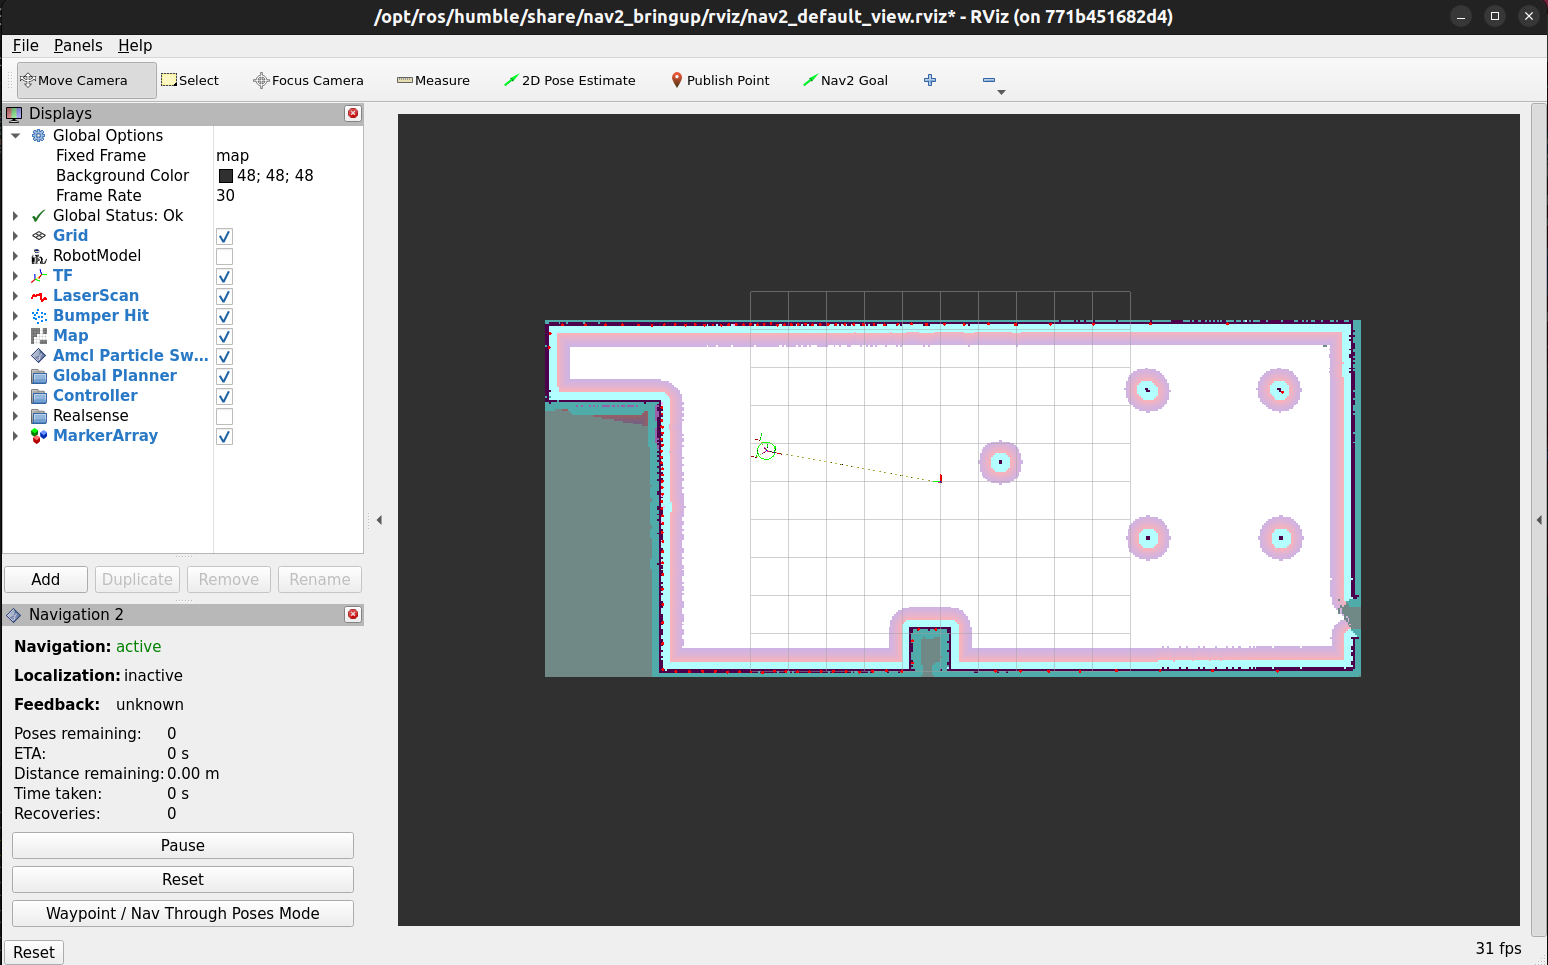 /opt/ros/humble/share/nav2_bringup/rviz/nav2_default_view.rviz* - RViz (on 771b451682d4)
File Panels Help
Move Camera Select Focus Camera Measure 2D Pose Estimate Publish Point Nav2 Goal
Displays
Global Options
Fixed Frame map
Background Color 48; 48; 48
Frame Rate 30
Global Status: Ok
Grid
RobotModel
TF
LaserScan
Bumper Hit
Map
Amcl Particle Sw...
Global Planner
Controller
Realsense
MarkerArray
Add Duplicate Remove Rename
Navigation 2
Navigation: active
Localization: inactive
Feedback: unknown
Poses remaining: 0
ETA: 0 s
Distance remaining: 0.00 m
Time taken: 0 s
Recoveries: 0
Pause
Reset
Waypoint / Nav Through Poses Mode
Reset
31 fps